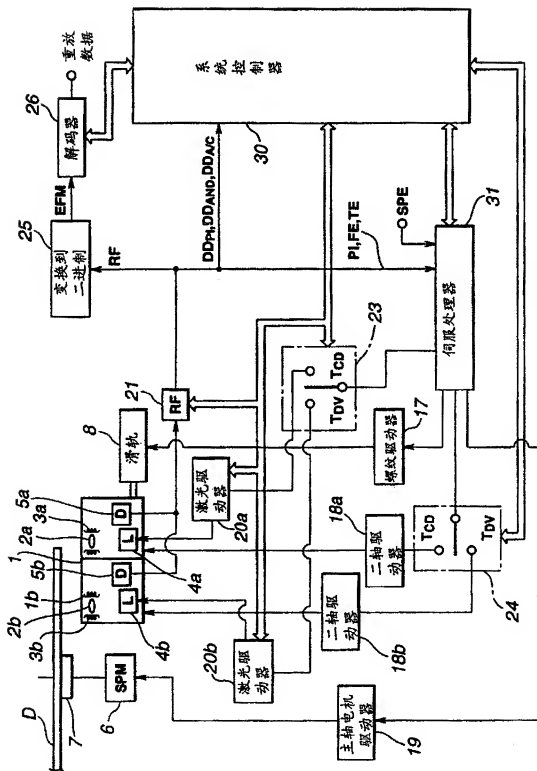 重放
数据
26
解码器
EFM
25
变换到
二进制
RF
系统控制器
30
DDPI,DDAND,DDA/C
PI,FE,TE
SPE
31
伺服处理器
21
RF
23
TCD
TDV
8
滑轨
17
螺纹驱动器
5a
3a
2a
1
5b
1b
2b
3b
D
L
D
L
4a
4b
激光驱
动器
20a
激光驱
动器
20b
18a
二轴驱
动器
18b
二轴驱
动器
TCD
TDV
24
D
7
SPM
6
主轴电机
驱动器
19